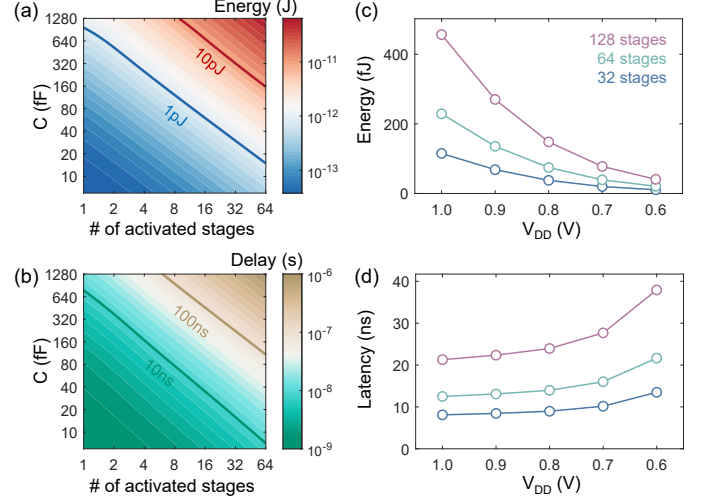 (a)
Energy (J)
1280
640
320
160
80
40
20
10
C (fF)
10pJ
1pJ
1 2 4 8 16 32 64
# of activated stages
10⁻¹¹
10⁻¹²
10⁻¹³
(c)
128 stages
64 stages
32 stages
400
200
0
Energy (fJ)
1.0 0.9 0.8 0.7 0.6
V_DD (V)
(b)
Delay (s)
1280
640
320
160
80
40
20
10
C (fF)
100ns
10ns
1 2 4 8 16 32 64
# of activated stages
10⁻⁶
10⁻⁷
10⁻⁸
10⁻⁹
(d)
40
30
20
10
0
Latency (ns)
1.0 0.9 0.8 0.7 0.6
V_DD (V)